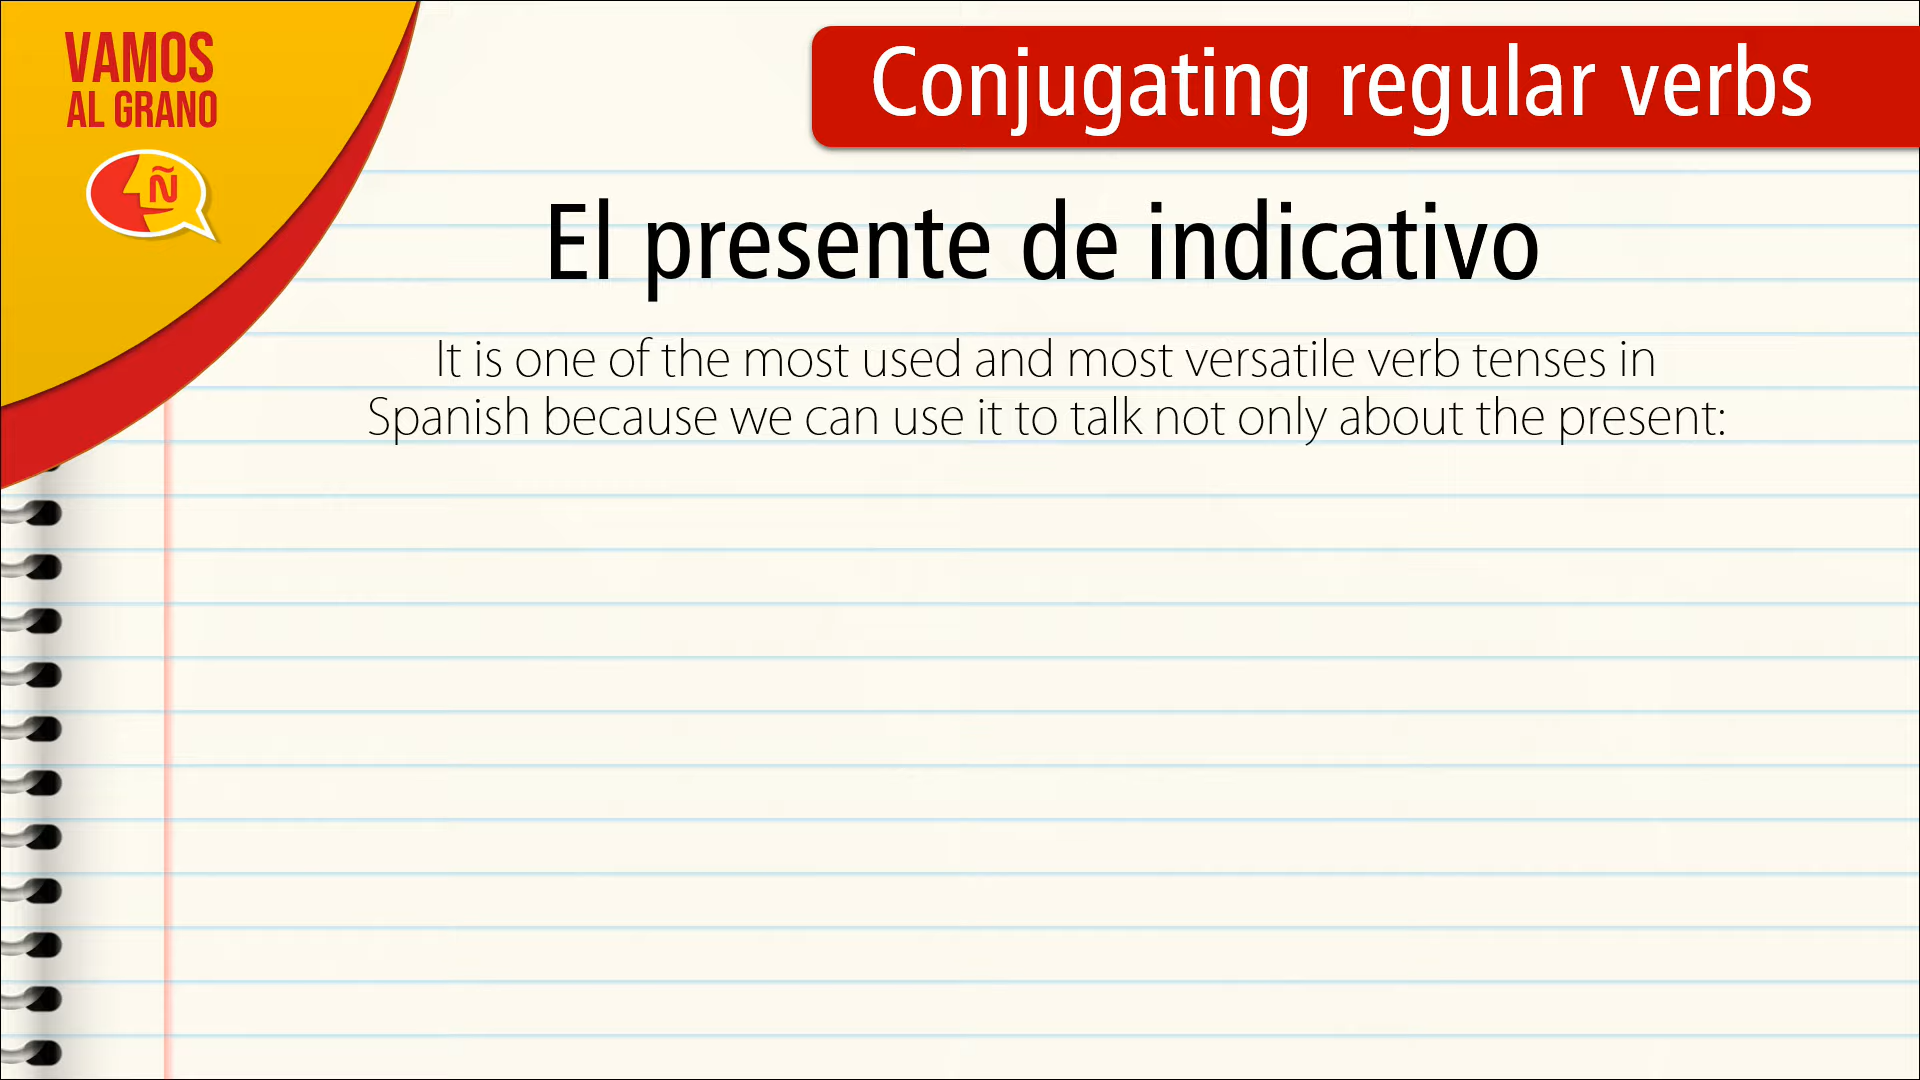 VAMOS
AL GRANO
Ñ
Conjugating regular verbs
El presente de indicativo
It is one of the most used and most versatile verb tenses in
Spanish because we can use it to talk not only about the present: